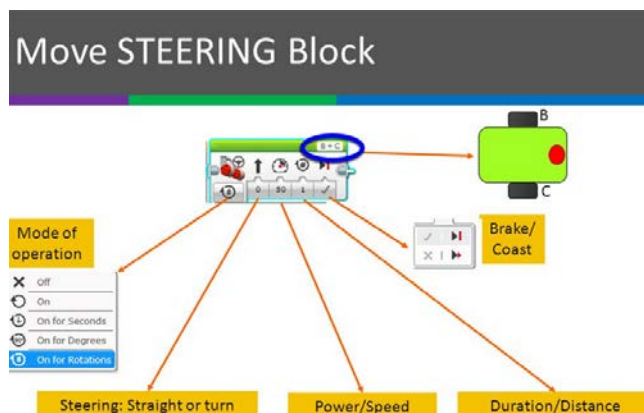 Move STEERING Block
B
B + C
C
0 50 1
Mode of
operation
Brake/
Coast
Off
On
On for Seconds
On for Degrees
On for Rotations
Steering: Straight or turn
Power/Speed
Duration/Distance